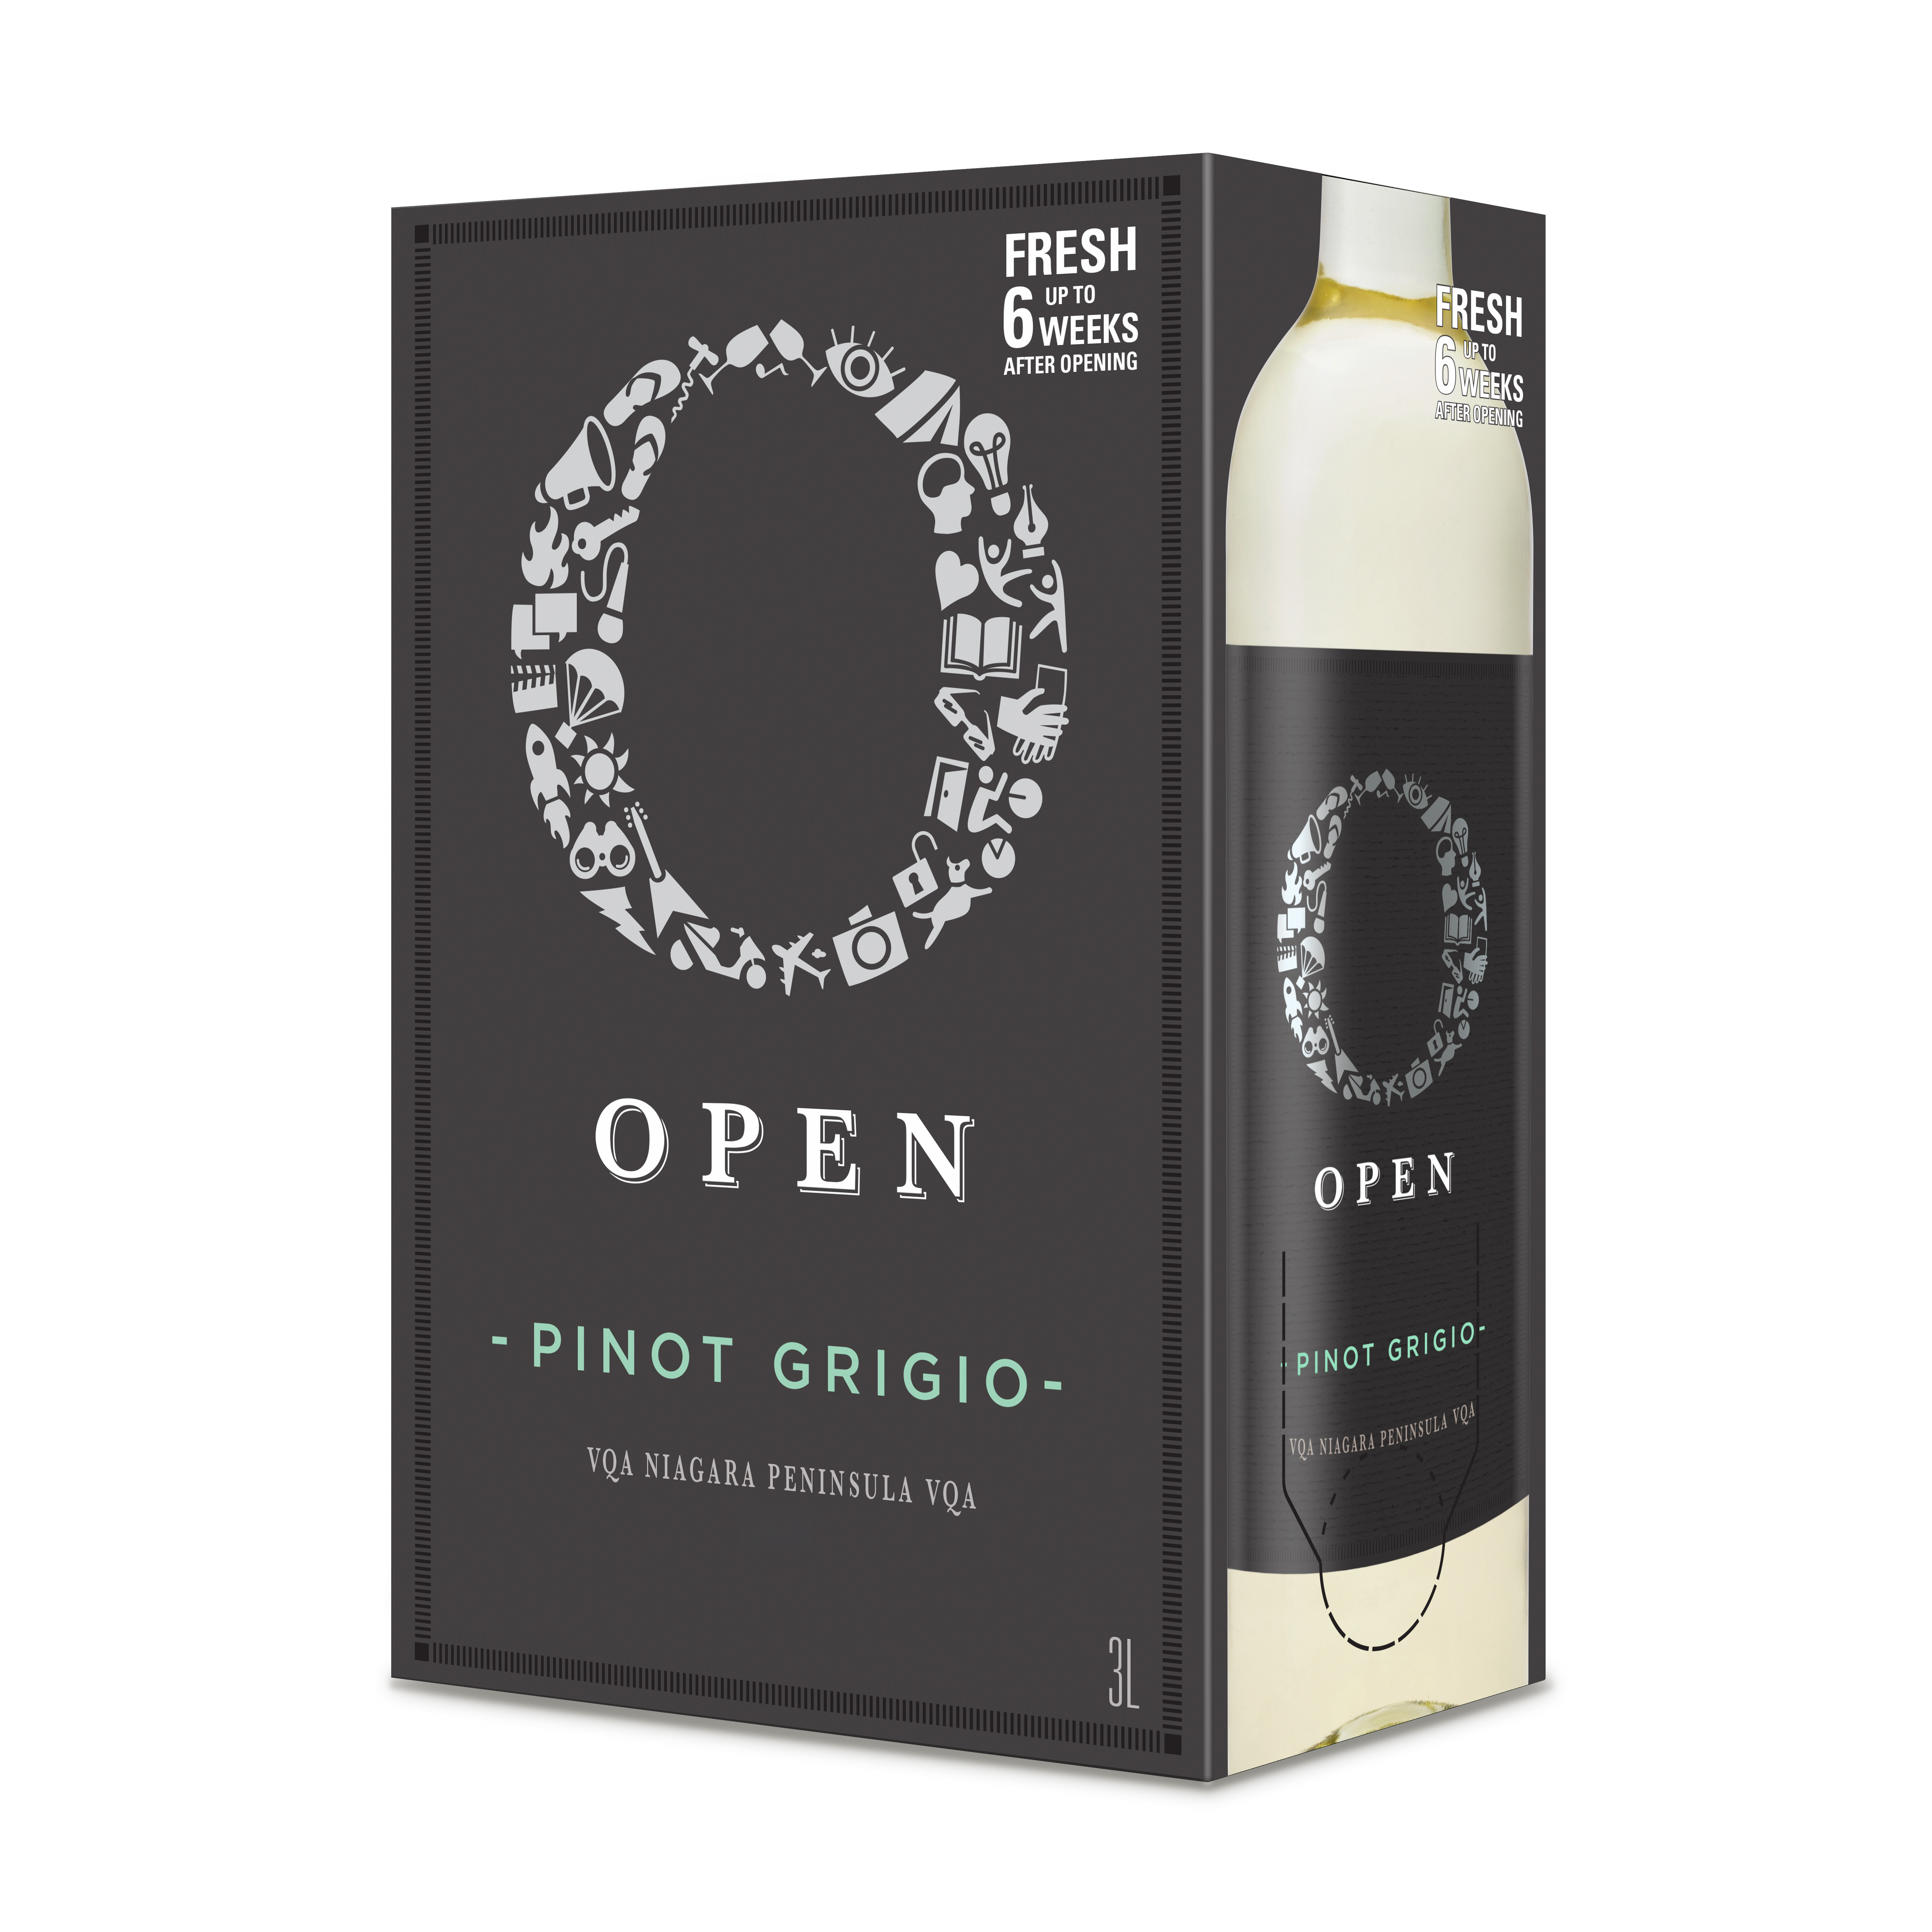 FRESH
6 UP TO
WEEKS
AFTER OPENING
OPEN
- PINOT GRIGIO -
VQA NIAGARA PENINSULA VQA
3L
FRESH
6 UP TO
WEEKS
AFTER OPENING
OPEN
- PINOT GRIGIO -
VQA NIAGARA PENINSULA VQA